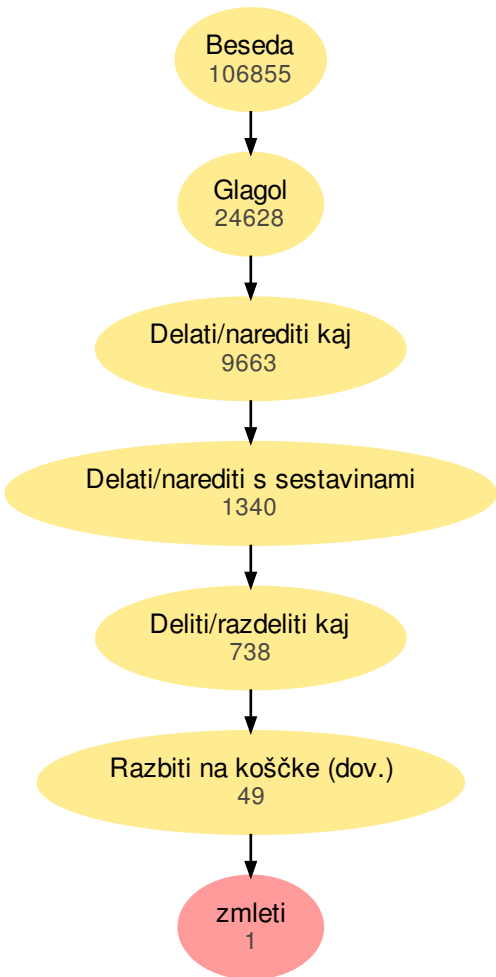 Beseda
106855
Glagol
24628
Delati/narediti kaj
9663
Delati/narediti s sestavinami
1340
Deliti/razdeliti kaj
738
Razbiti na koščke (dov.)
49
zmleti
1